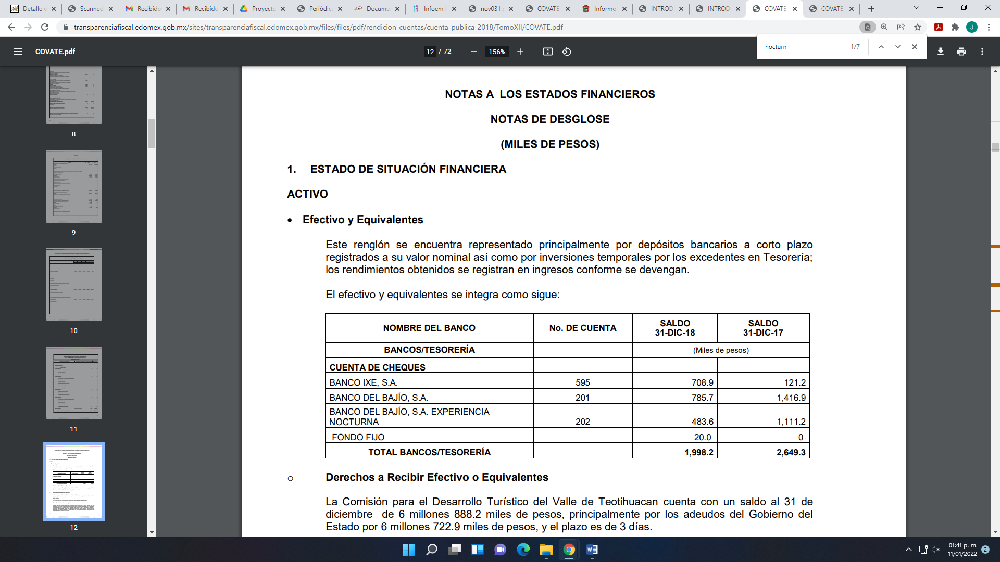 Detalle d
Scanned
Recibido
Recibido
Proyecto
Periódic
Docume
Infoem |
nov031.p
COVATE.
Informe
INTROD
INTROD
COVATE
COVATE.
transparenciafiscal.edomex.gob.mx/sites/transparenciafiscal.edomex.gob.mx/files/files/pdf/rendicion-cuentas/cuenta-publica-2018/TomoXII/COVATE.pdf
J
COVATE.pdf
12 / 72
156%
nocturn
1/7
8
9
10
11
12
NOTAS A LOS ESTADOS FINANCIEROS
NOTAS DE DESGLOSE
(MILES DE PESOS)
1. ESTADO DE SITUACIÓN FINANCIERA
ACTIVO
• Efectivo y Equivalentes
Este renglón se encuentra representado principalmente por depósitos bancarios a corto plazo
registrados a su valor nominal así como por inversiones temporales por los excedentes en Tesorería;
los rendimientos obtenidos se registran en ingresos conforme se devengan.
El efectivo y equivalentes se integra como sigue:
NOMBRE DEL BANCO No. DE CUENTA SALDO 31-DIC-18 SALDO 31-DIC-17
BANCOS/TESORERÍA (Miles de pesos)
CUENTA DE CHEQUES
BANCO IXE, S.A. 595 708.9 121.2
BANCO DEL BAJÍO, S.A. 201 785.7 1,416.9
BANCO DEL BAJÍO, S.A. EXPERIENCIA
NOCTURNA 202 483.6 1,111.2
FONDO FIJO 20.0 0
TOTAL BANCOS/TESORERÍA 1,998.2 2,649.3
o Derechos a Recibir Efectivo o Equivalentes
La Comisión para el Desarrollo Turístico del Valle de Teotihuacan cuenta con un saldo al 31 de
diciembre de 6 millones 888.2 miles de pesos, principalmente por los adeudos del Gobierno del
Estado por 6 millones 722.9 miles de pesos, y el plazo es de 3 días.
01:41 p. m.
11/01/2022
2